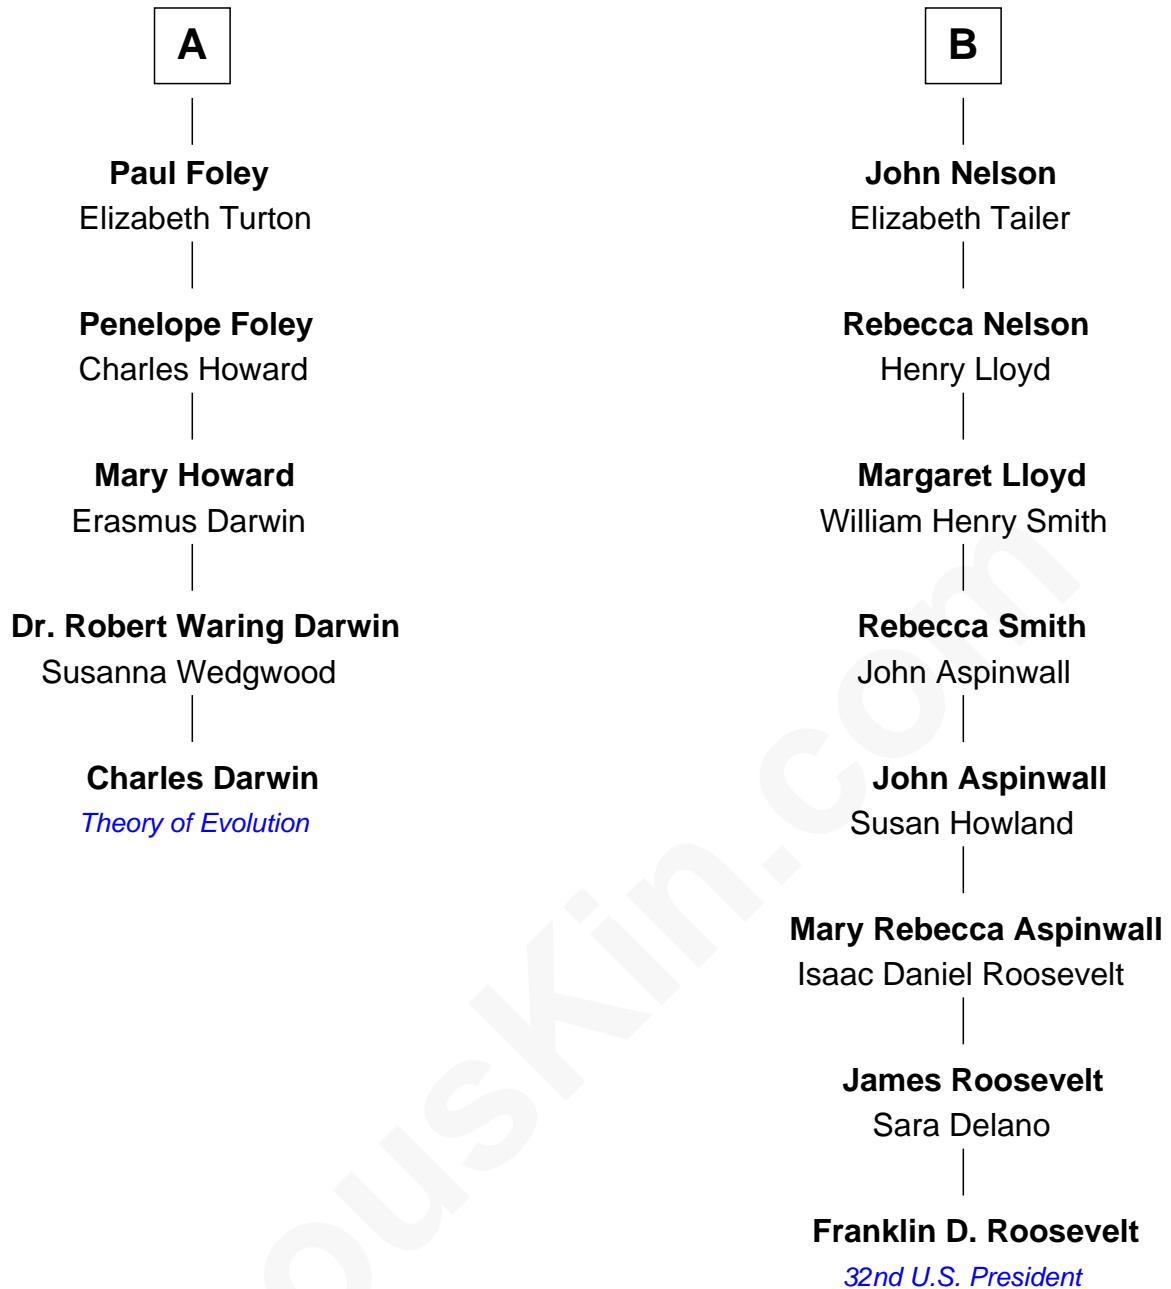 A
Paul Foley
Elizabeth Turton
Penelope Foley
Charles Howard
Mary Howard
Erasmus Darwin
Dr. Robert Waring Darwin
Susanna Wedgwood
Charles Darwin
Theory of Evolution
B
John Nelson
Elizabeth Tailer
Rebecca Nelson
Henry Lloyd
Margaret Lloyd
William Henry Smith
Rebecca Smith
John Aspinwall
John Aspinwall
Susan Howland
Mary Rebecca Aspinwall
Isaac Daniel Roosevelt
James Roosevelt
Sara Delano
Franklin D. Roosevelt
32nd U.S. President
ousKin.com